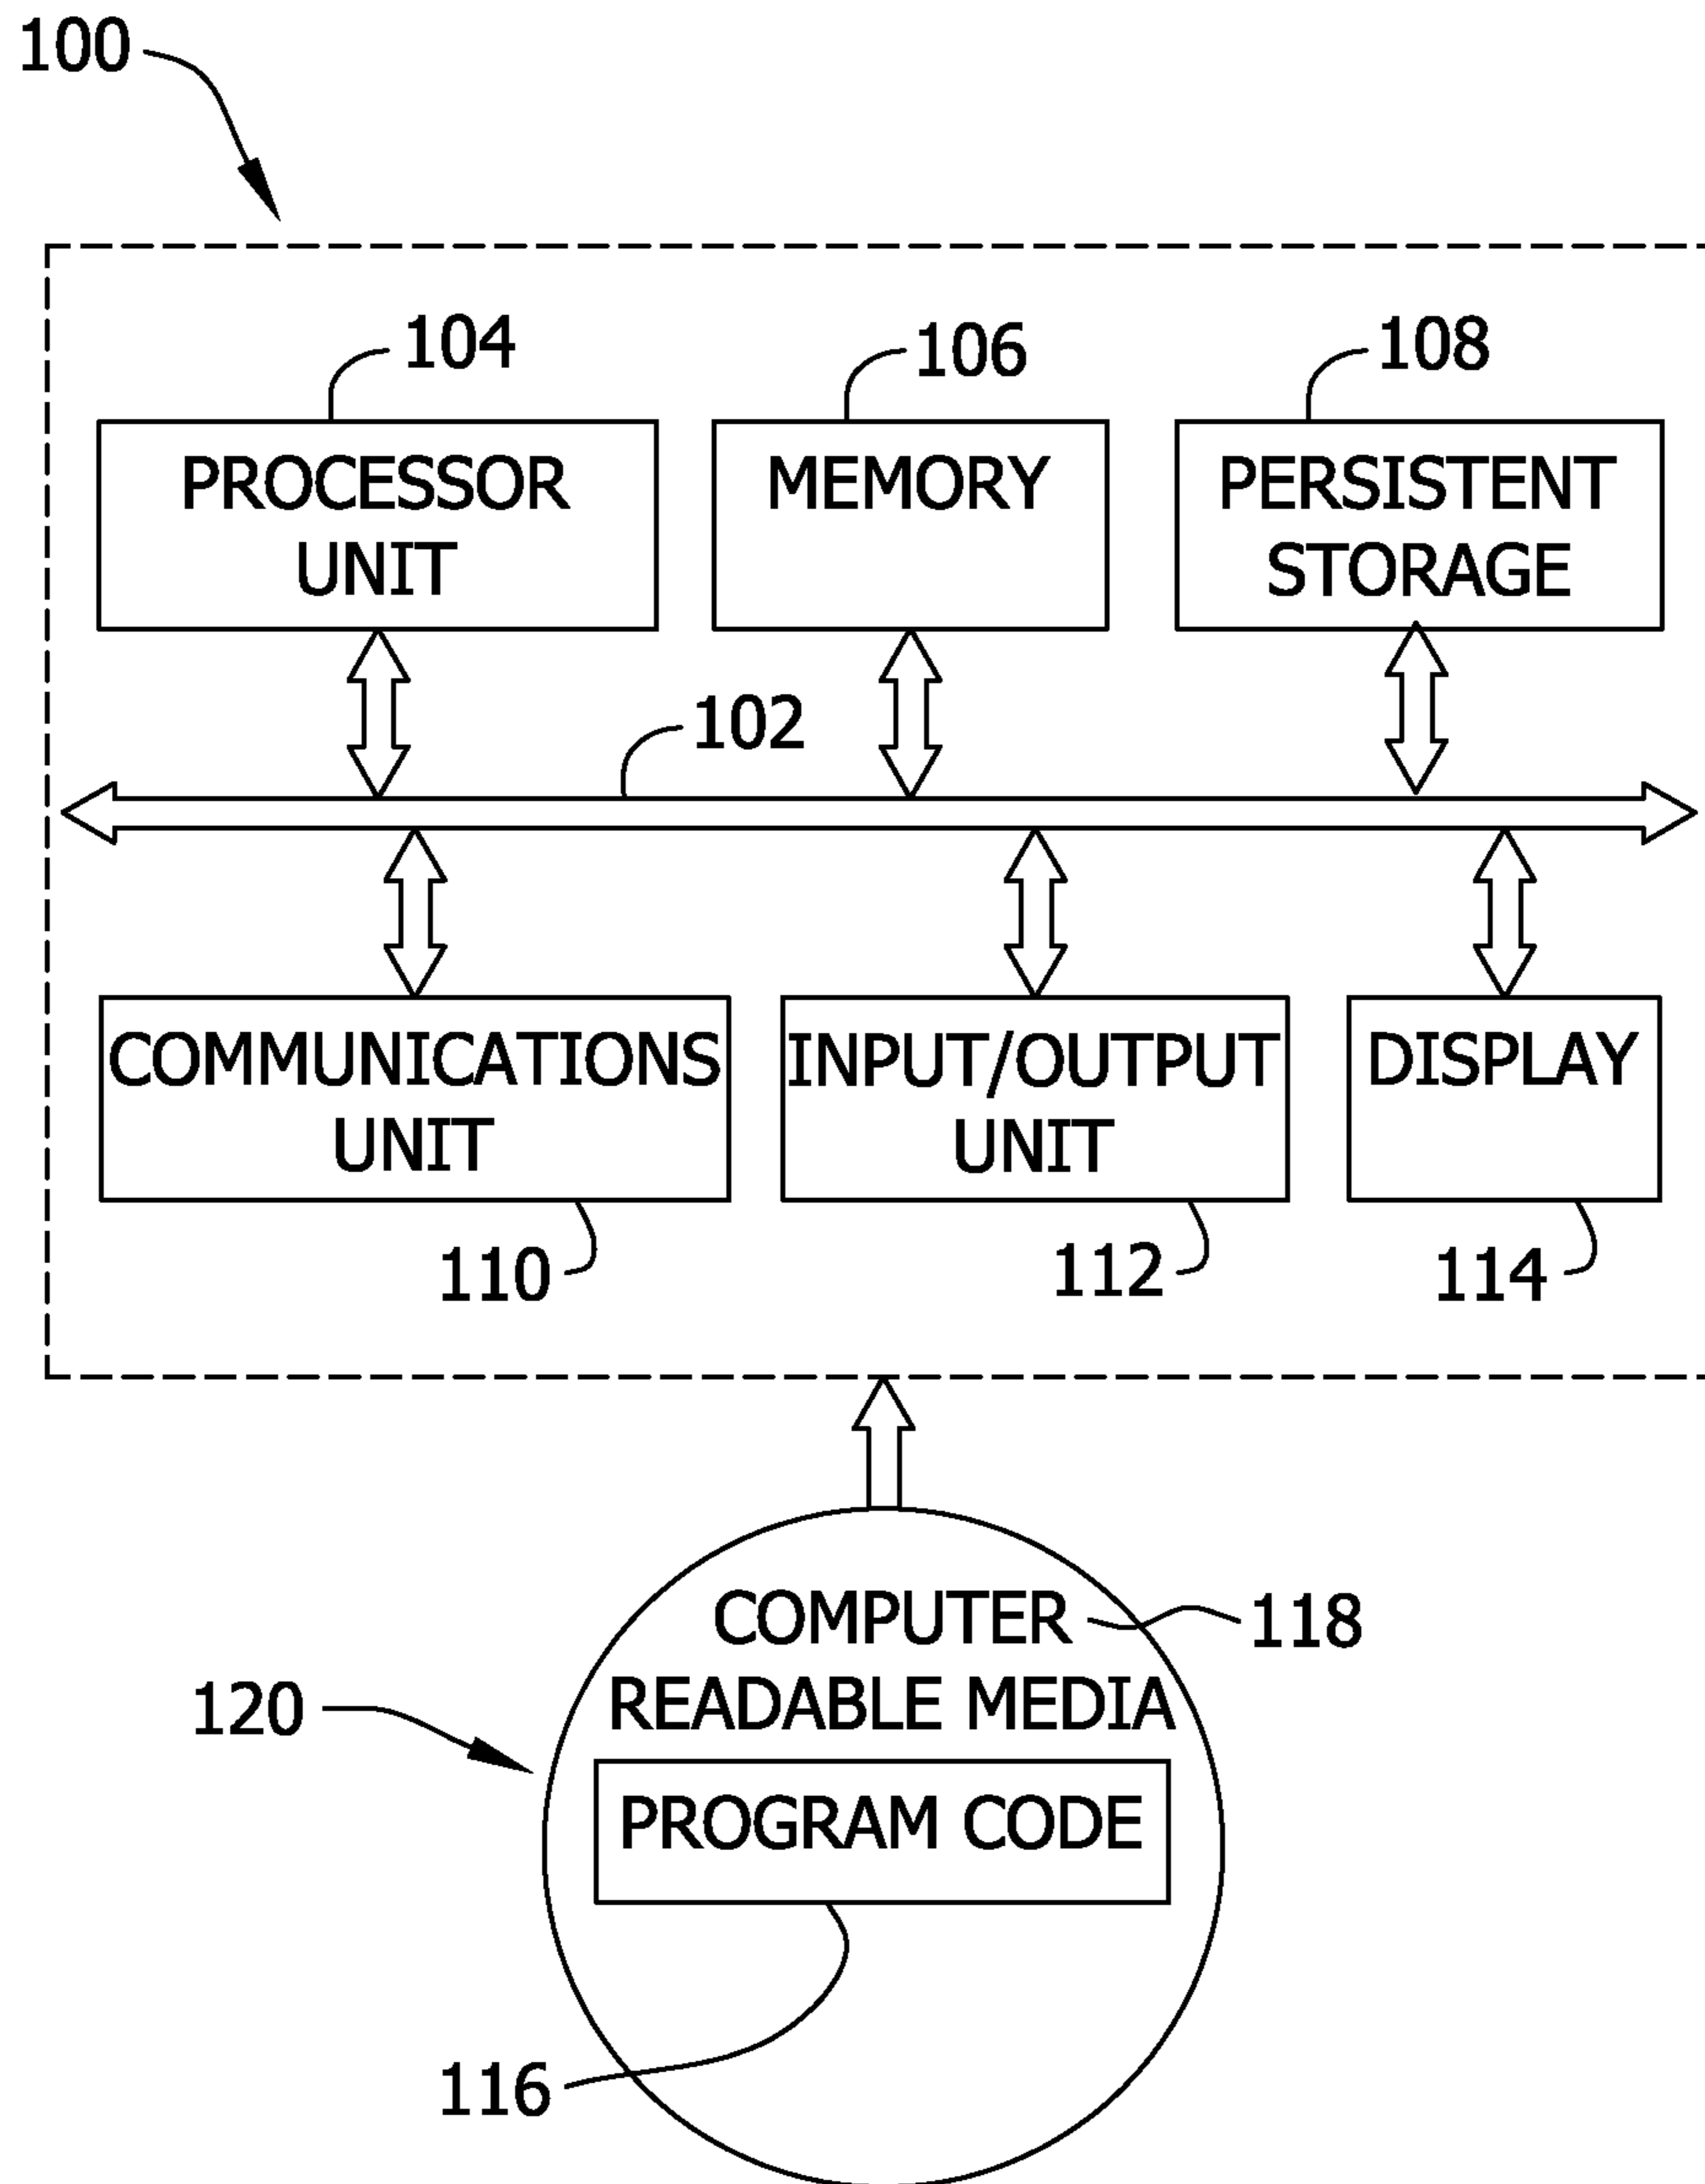 100
104
106
108
PROCESSOR
UNIT
MEMORY
PERSISTENT
STORAGE
102
COMMUNICATIONS
UNIT
INPUT/OUTPUT
UNIT
DISPLAY
110
112
114
COMPUTER
READABLE MEDIA
118
120
PROGRAM CODE
116